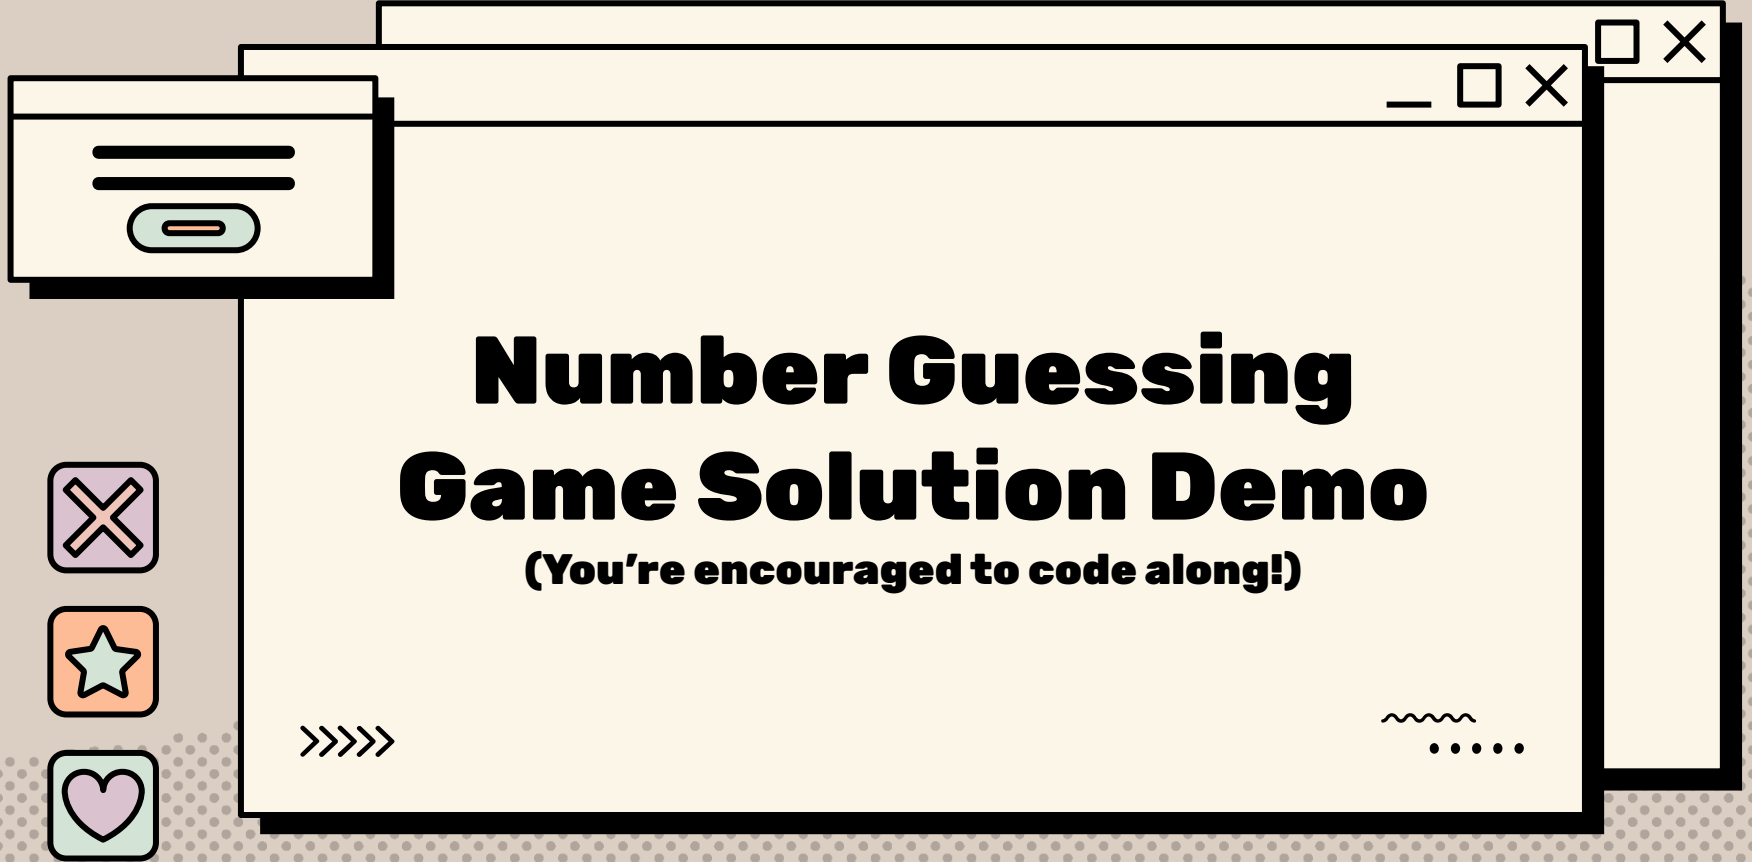 Number Guessing
Game Solution Demo
(You’re encouraged to code along!)